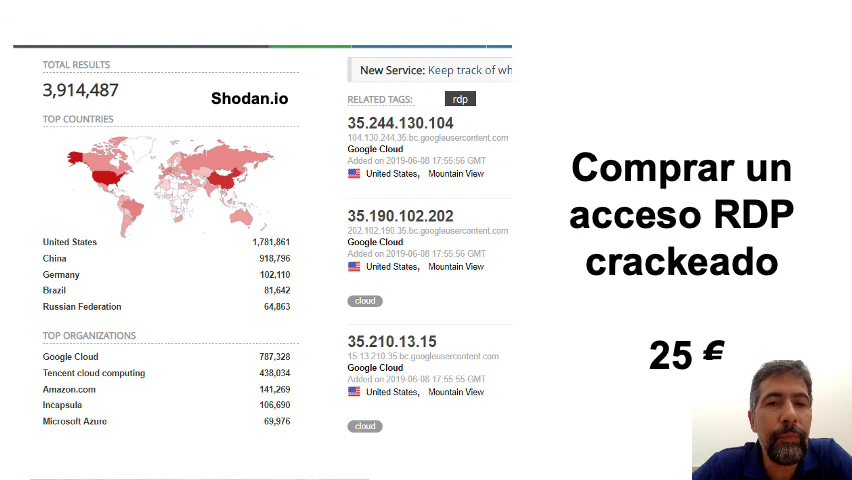 TOTAL RESULTS
3,914,487
Shodan.io
TOP COUNTRIES
United States 1,781,861
China 918,796
Germany 102,110
Brazil 81,642
Russian Federation 64,863
TOP ORGANIZATIONS
Google Cloud 787,328
Tencent cloud computing 438,034
Amazon.com 141,269
Incapsula 106,690
Microsoft Azure 69,976
New Service: Keep track of wh
RELATED TAGS: rdp
35.244.130.104
104.130.244.35.bc.googleusercontent.com
Google Cloud
Added on 2019-06-08 17:55:56 GMT
United States, Mountain View
35.190.102.202
202.102.190.35.bc.googleusercontent.com
Google Cloud
Added on 2019-06-08 17:55:56 GMT
United States, Mountain View
cloud
35.210.13.15
15.13.210.35.bc.googleusercontent.com
Google Cloud
Added on 2019-06-08 17:55:55 GMT
United States, Mountain View
cloud
Comprar un
acceso RDP
crackeado
25 €